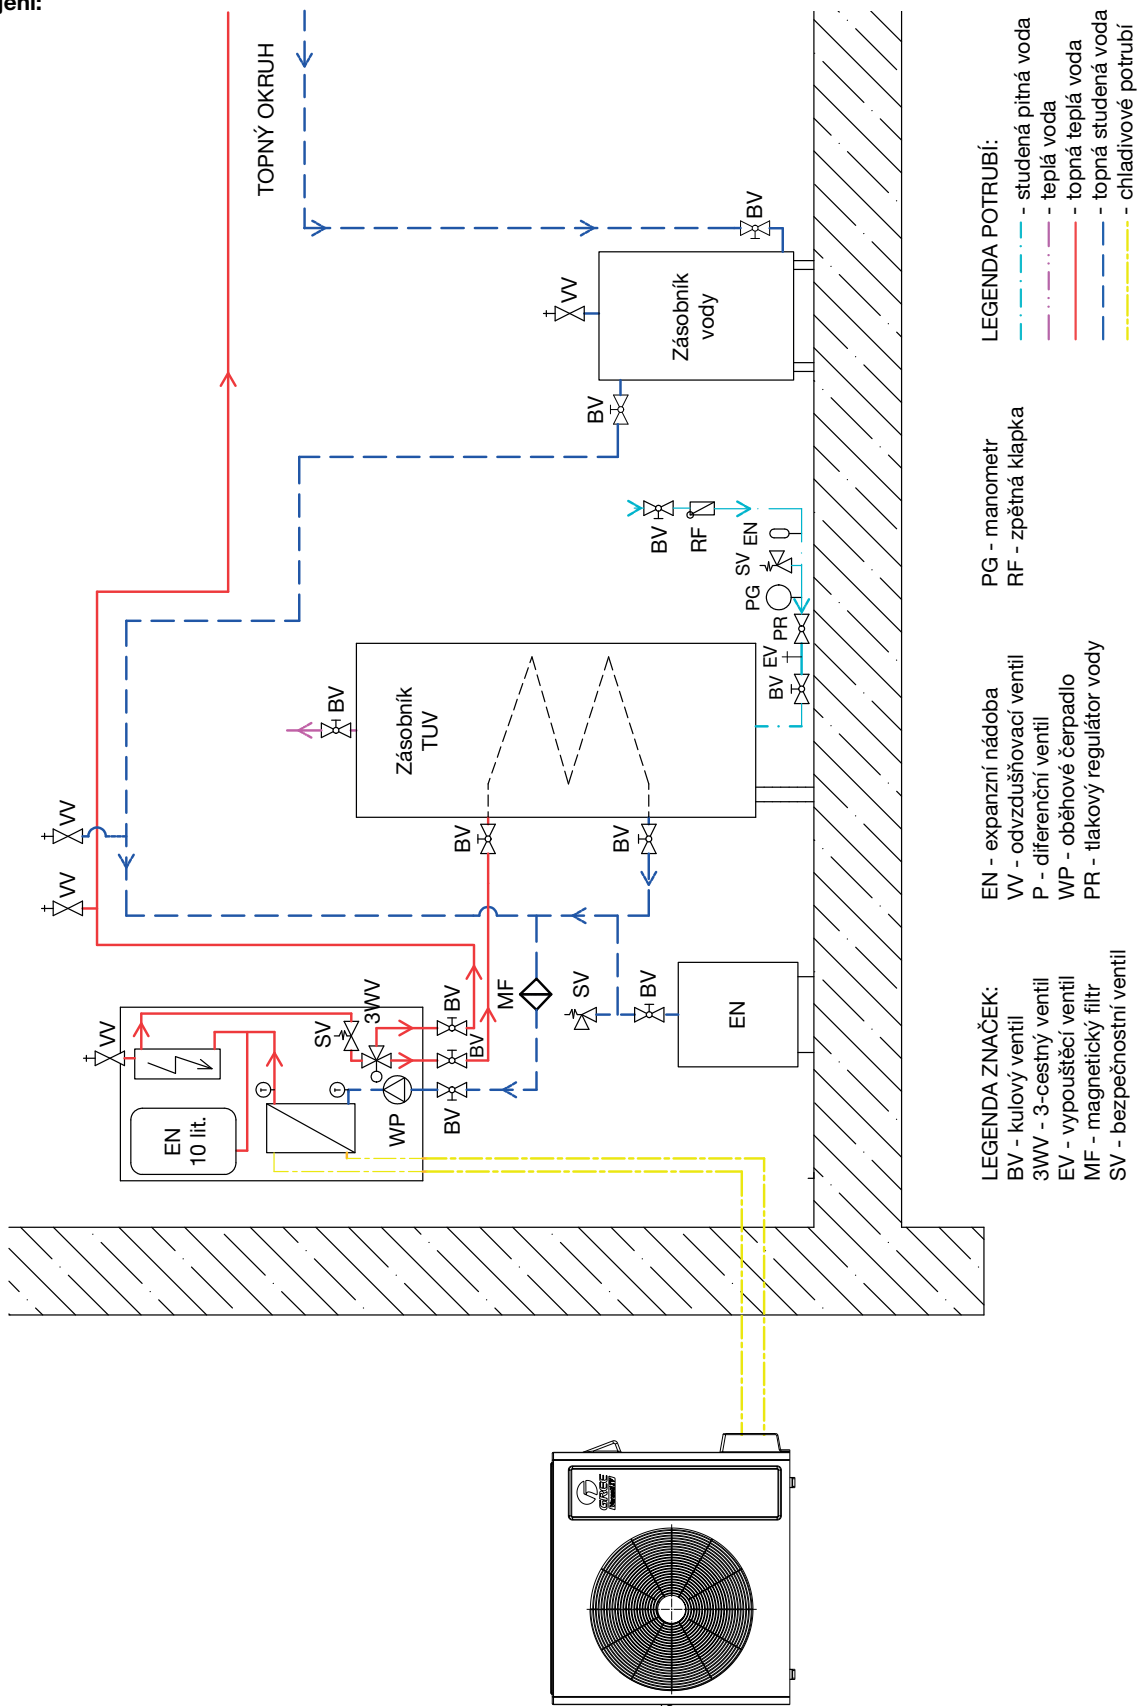 jení:
TOPNÝ OKRUH
VV
VV
VV
EN
10 lit.
SV
3WV
WP
BV
BV
BV
MF
SV
BV
EN
BV
BV
Zásobník
TUV
BV
BV
EV
PR
PG
SV
EN
RF
BV
BV
VV
Zásobník
vody
BV
GREE
LEGENDA ZNAČEK:
BV - kulový ventil
3WV - 3-cestný ventil
EV - vypouštěcí ventil
MF - magnetický filtr
SV - bezpečnostní ventil
EN - expanzní nádoba
VV - odvzdušňovací ventil
P - diferenční ventil
WP - oběhové čerpadlo
PR - tlakový regulátor vody
PG - manometr
RF - zpětná klapka
LEGENDA POTRUBÍ:
- studená pitná voda
- teplá voda
- topná teplá voda
- topná studená voda
- chladivové potrubí